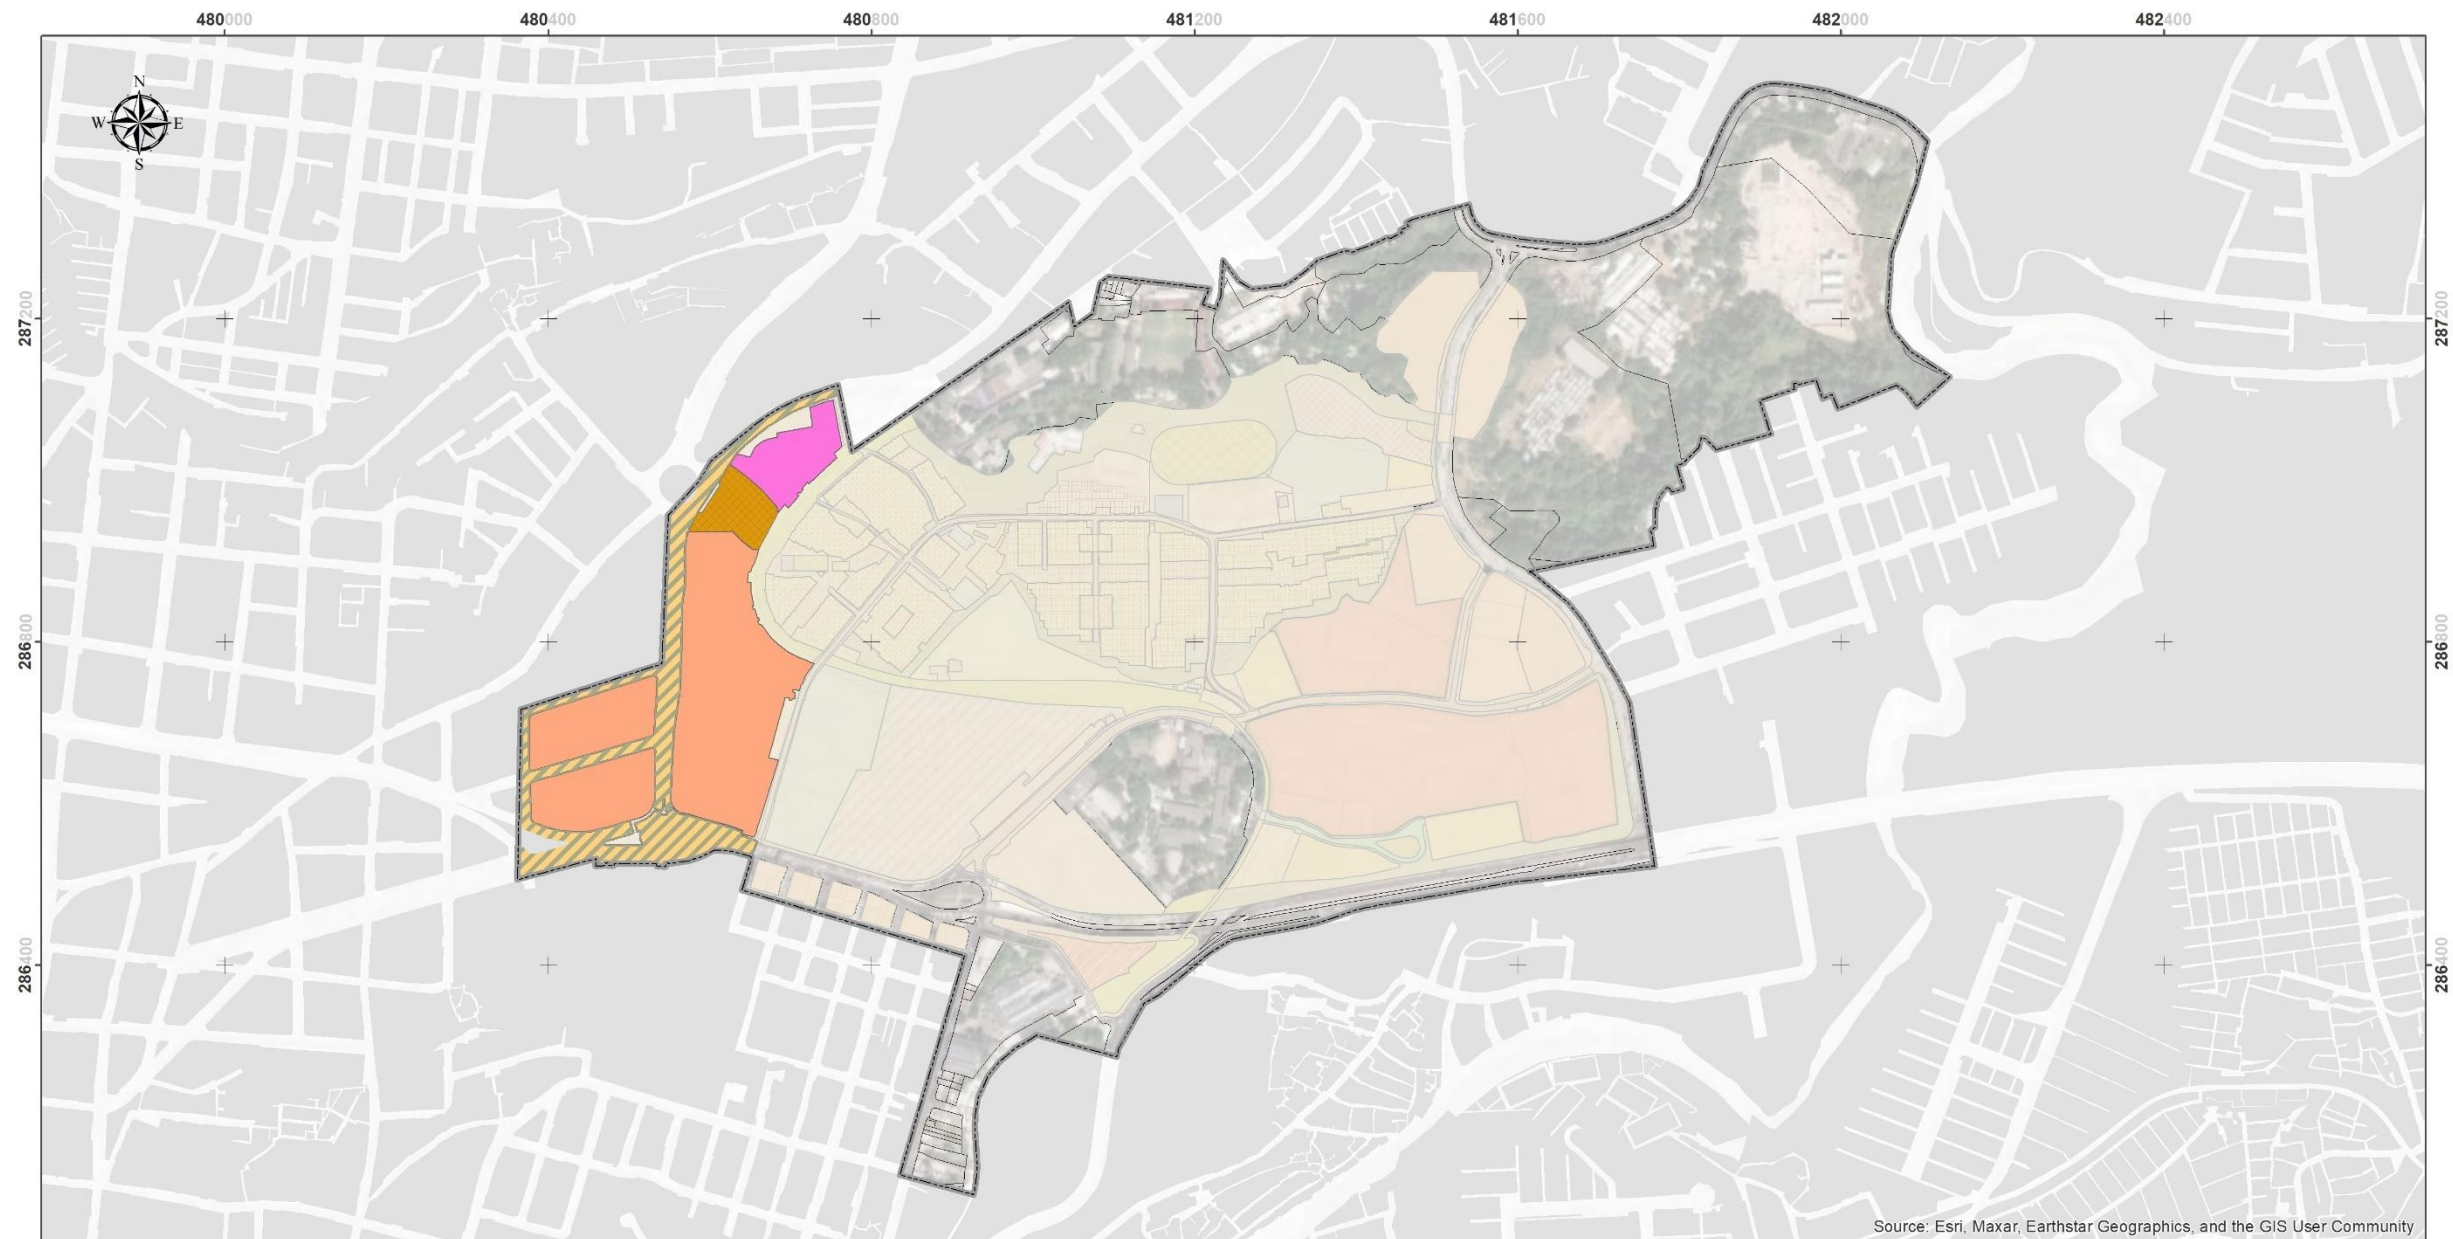 480000 480400 480800 481200 481600 482000 482400
N
W E
S
287200 287200
286800 286800
286400 286400
Source: Esri, Maxar, Earthstar Geographics, and the GIS User Community